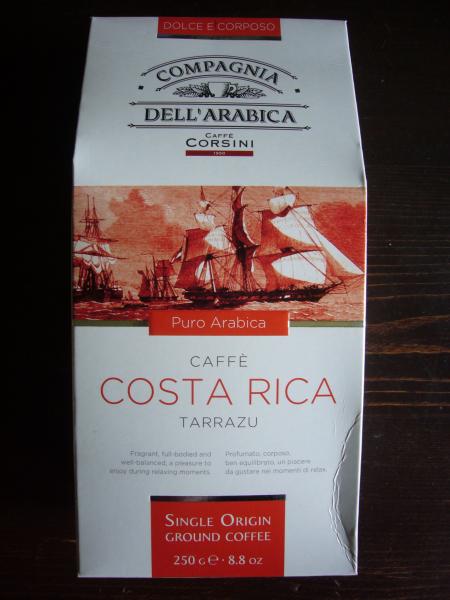 DOLCE E CORPOSO
COMPAGNIA
DELL'ARABICA
CAFFÈ
CORSINI
1950
Puro Arabica
CAFFÈ
COSTA RICA
TARRAZU
Fragrant, full-bodied and
well-balanced, a pleasure to
enjoy during relaxing moments.
Profumato, corposo,
ben equilibrato, un piacere
da gustare nei momenti di relax.
SINGLE ORIGIN
GROUND COFFEE
250 G℮ · 8.8 OZ